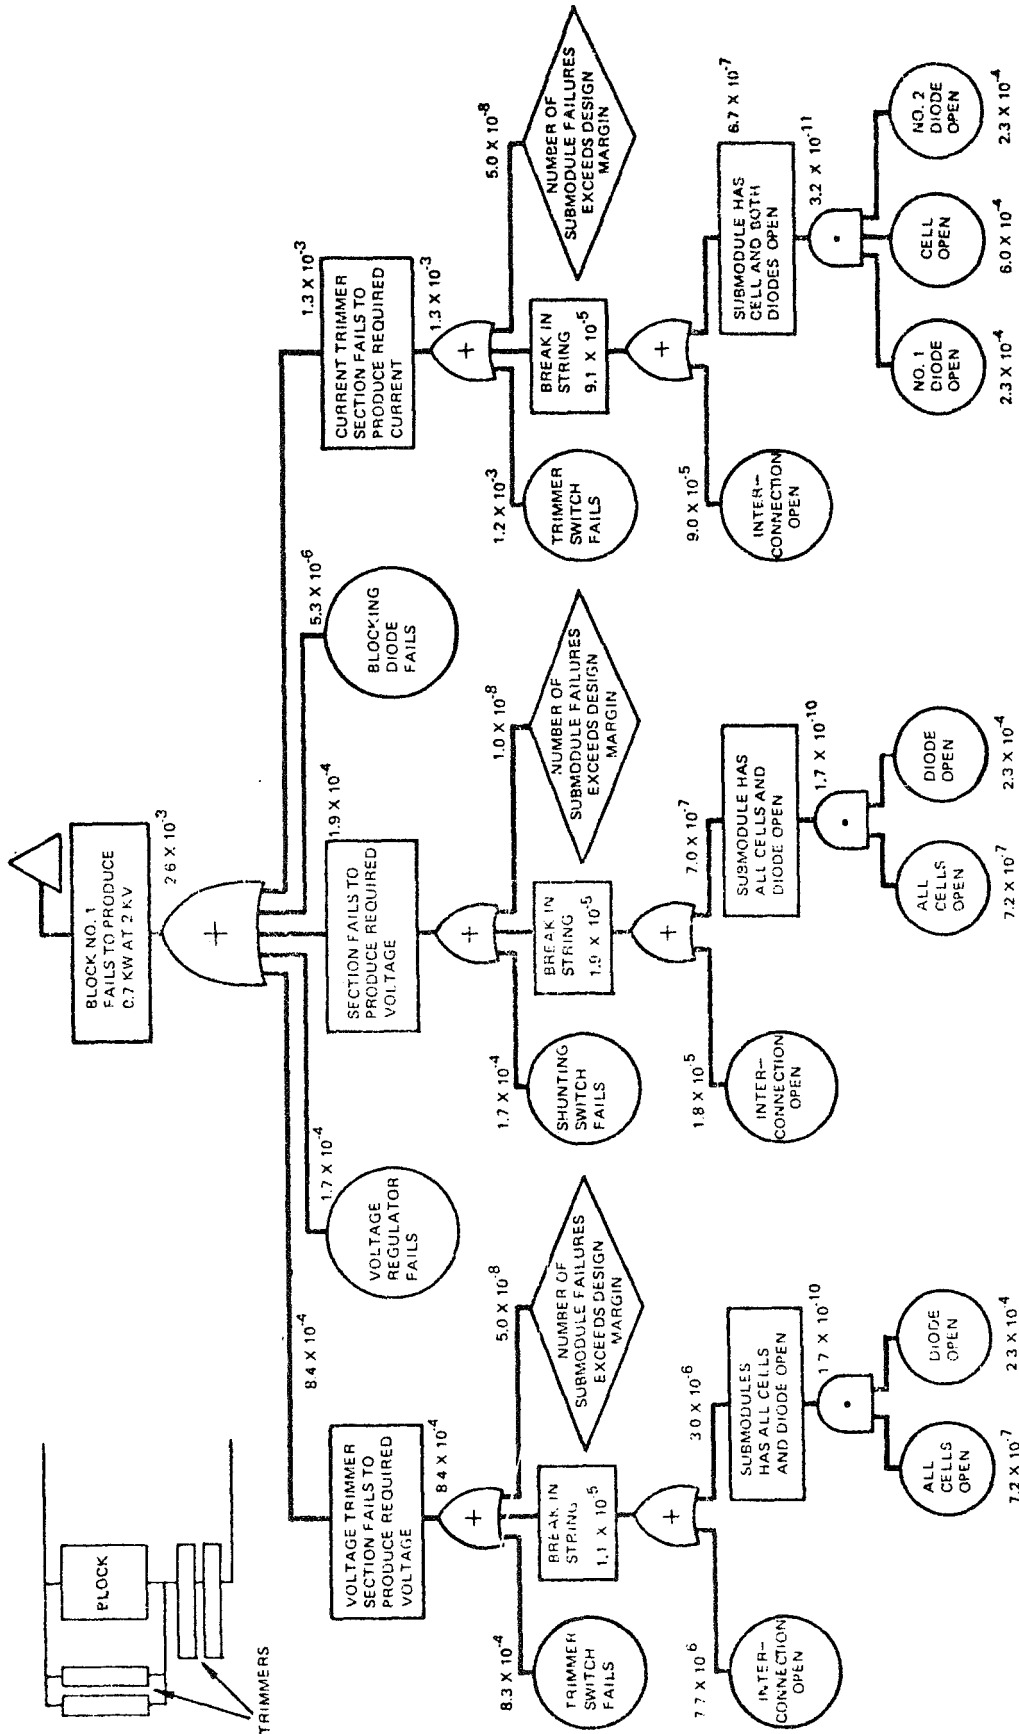 BLOCK NO. 1
FAILS TO PRODUCE
0.7 KW AT 2 KV
2.6 X 10-3
PLOCK
TRIMMERS
8.4 X 10-4
1.7 X 10-4
1.9 X 10-4
5.3 X 10-6
1.3 X 10-3
VOLTAGE TRIMMER
SECTION FAILS TO
PRODUCE REQUIRED
VOLTAGE
VOLTAGE
REGULATOR
FAILS
SECTION FAILS TO
PRODUCE REQUIRED
VOLTAGE
BLOCKING
DIODE
FAILS
CURRENT TRIMMER
SECTION FAILS TO
PRODUCE REQUIRED
CURRENT
8.4 X 10-4
1.3 X 10-3
+
8.3 X 10-4
5.0 X 10-8
TRIMMER
SWITCH
FAILS
BREAK IN
STRING
1.1 X 10-5
NUMBER OF
SUBMODULE FAILURES
EXCEEDS DESIGN
MARGIN
+
1.7 X 10-4
1.0 X 10-8
SHUNTING
SWITCH
FAILS
BREAK IN
STRING
1.9 X 10-5
NUMBER OF
SUBMODULE FAILURES
EXCEEDS DESIGN
MARGIN
+
1.2 X 10-3
5.0 X 10-8
TRIMMER
SWITCH
FAILS
BREAK IN
STRING
9.1 X 10-5
NUMBER OF
SUBMODULE FAILURES
EXCEEDS DESIGN
MARGIN
+
7.7 X 10-6
3.0 X 10-6
INTER-
CONNECTION
OPEN
SUBMODULES
HAS ALL CELLS
AND DIODE OPEN
1.7 X 10-10
ALL
CELLS
OPEN
DIODE
OPEN
7.2 X 10-7
2.3 X 10-4
+
1.8 X 10-5
7.0 X 10-7
INTER-
CONNECTION
OPEN
SUBMODULE HAS
ALL CELLS AND
DIODE OPEN
1.7 X 10-10
ALL
CELLS
OPEN
DIODE
OPEN
7.2 X 10-7
2.3 X 10-4
+
9.0 X 10-5
6.7 X 10-7
INTER-
CONNECTION
OPEN
SUBMODULE HAS
CELL AND BOTH
DIODES OPEN
3.2 X 10-11
NO. 1
DIODE
OPEN
CELL
OPEN
NO. 2
DIODE
OPEN
2.3 X 10-4
6.0 X 10-4
2.3 X 10-4
+